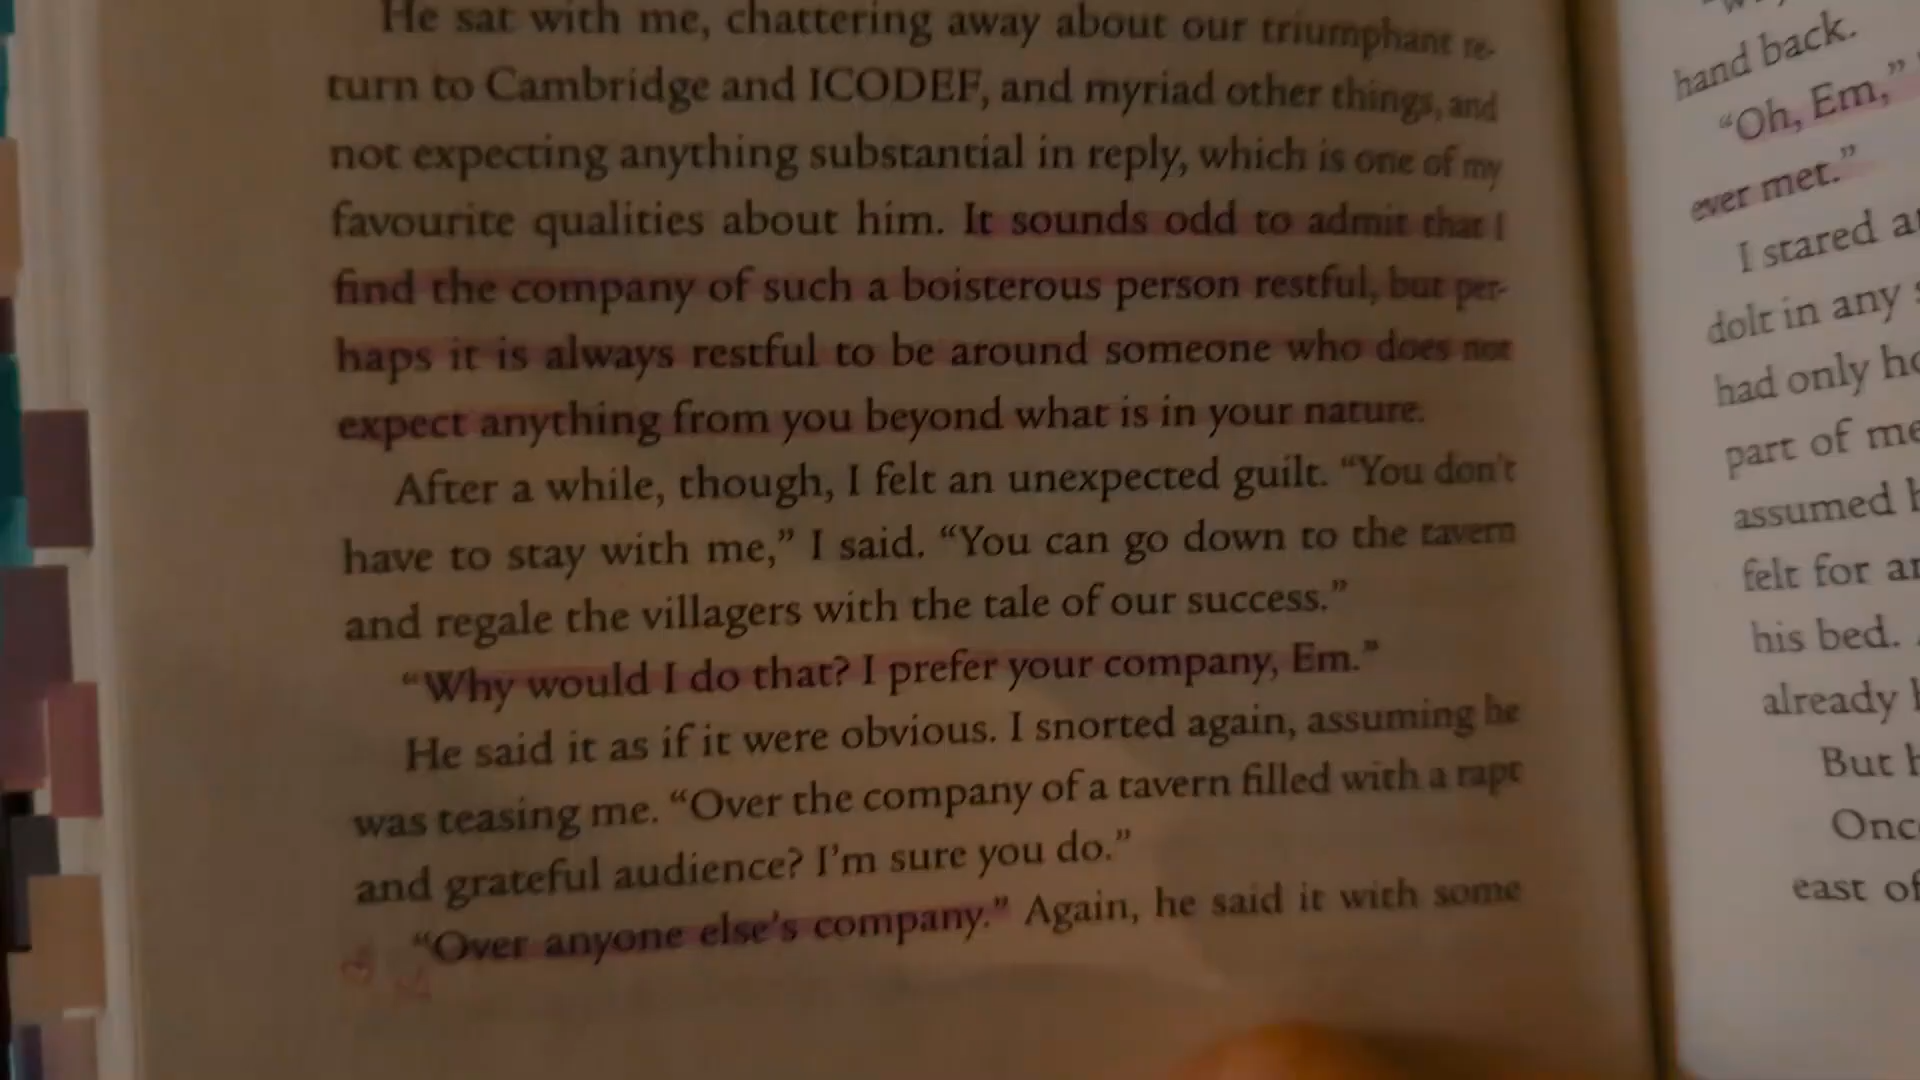 He sat with me, chattering away about our triumphant re-
turn to Cambridge and ICODEF, and myriad other things, and
not expecting anything substantial in reply, which is one of my
favourite qualities about him. It sounds odd to admit that I
find the company of such a boisterous person restful, but per-
haps it is always restful to be around someone who does not
expect anything from you beyond what is in your nature.
After a while, though, I felt an unexpected guilt. “You don't
have to stay with me,” I said. “You can go down to the tavern
and regale the villagers with the tale of our success.”
“Why would I do that? I prefer your company, Em.”
He said it as if it were obvious. I snorted again, assuming he
was teasing me. “Over the company of a tavern filled with a rapt
and grateful audience? I'm sure you do.”
“Over anyone else's company.” Again, he said it with some
hand back.
“Oh, Em,”
ever met.”
I stared
dolt in any
had only
part of me
assumed
felt for
his bed.
already
But
east of